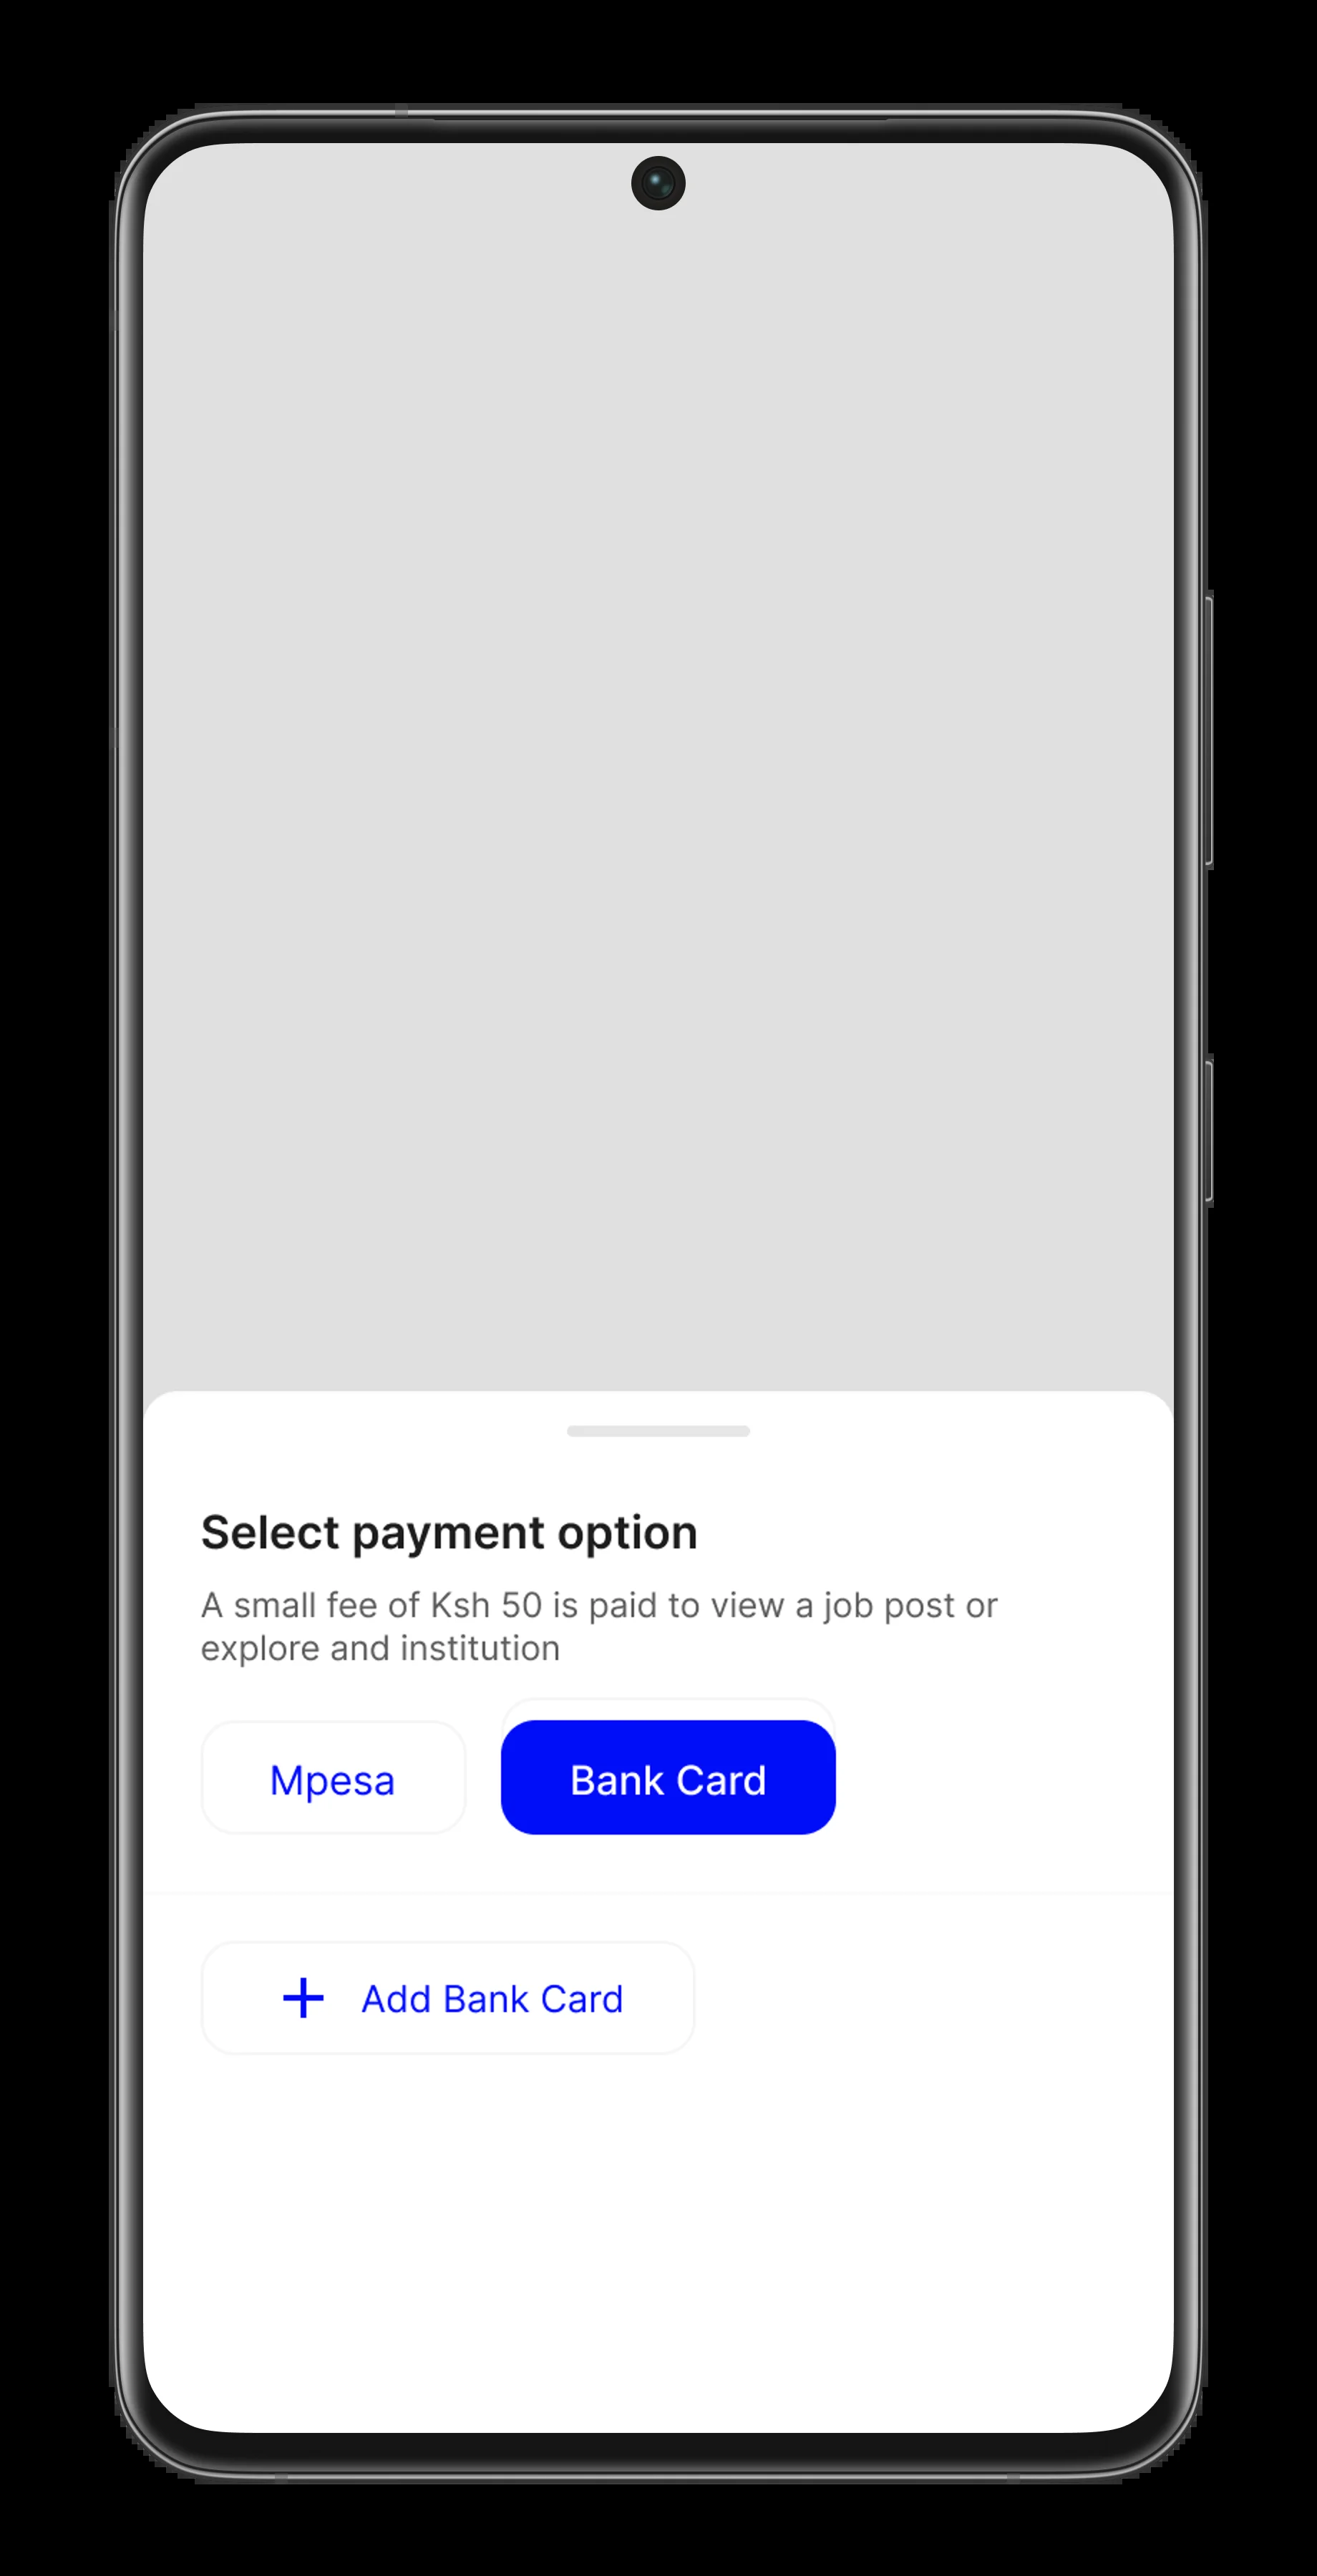 Select payment option
A small fee of Ksh 50 is paid to view a job post or
explore and institution
Mpesa
Bank Card
Add Bank Card